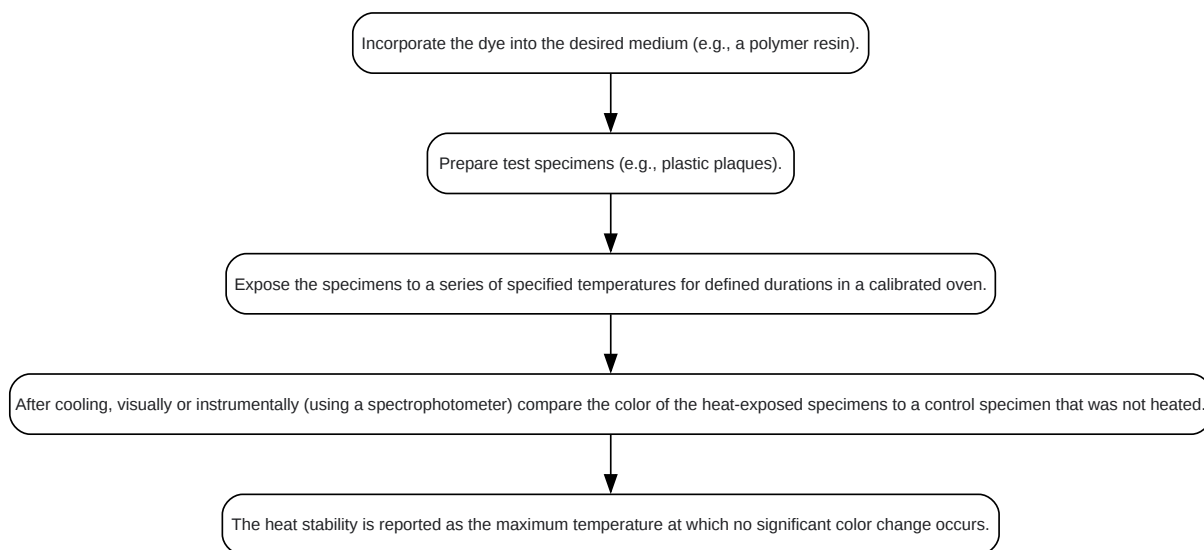 Incorporate the dye into the desired medium (e.g., a polymer resin).
Prepare test specimens (e.g., plastic plaques).
Expose the specimens to a series of specified temperatures for defined durations in a calibrated oven.
After cooling, visually or instrumentally (using a spectrophotometer) compare the color of the heat-exposed specimens to a control specimen that was not heated.
The heat stability is reported as the maximum temperature at which no significant color change occurs.